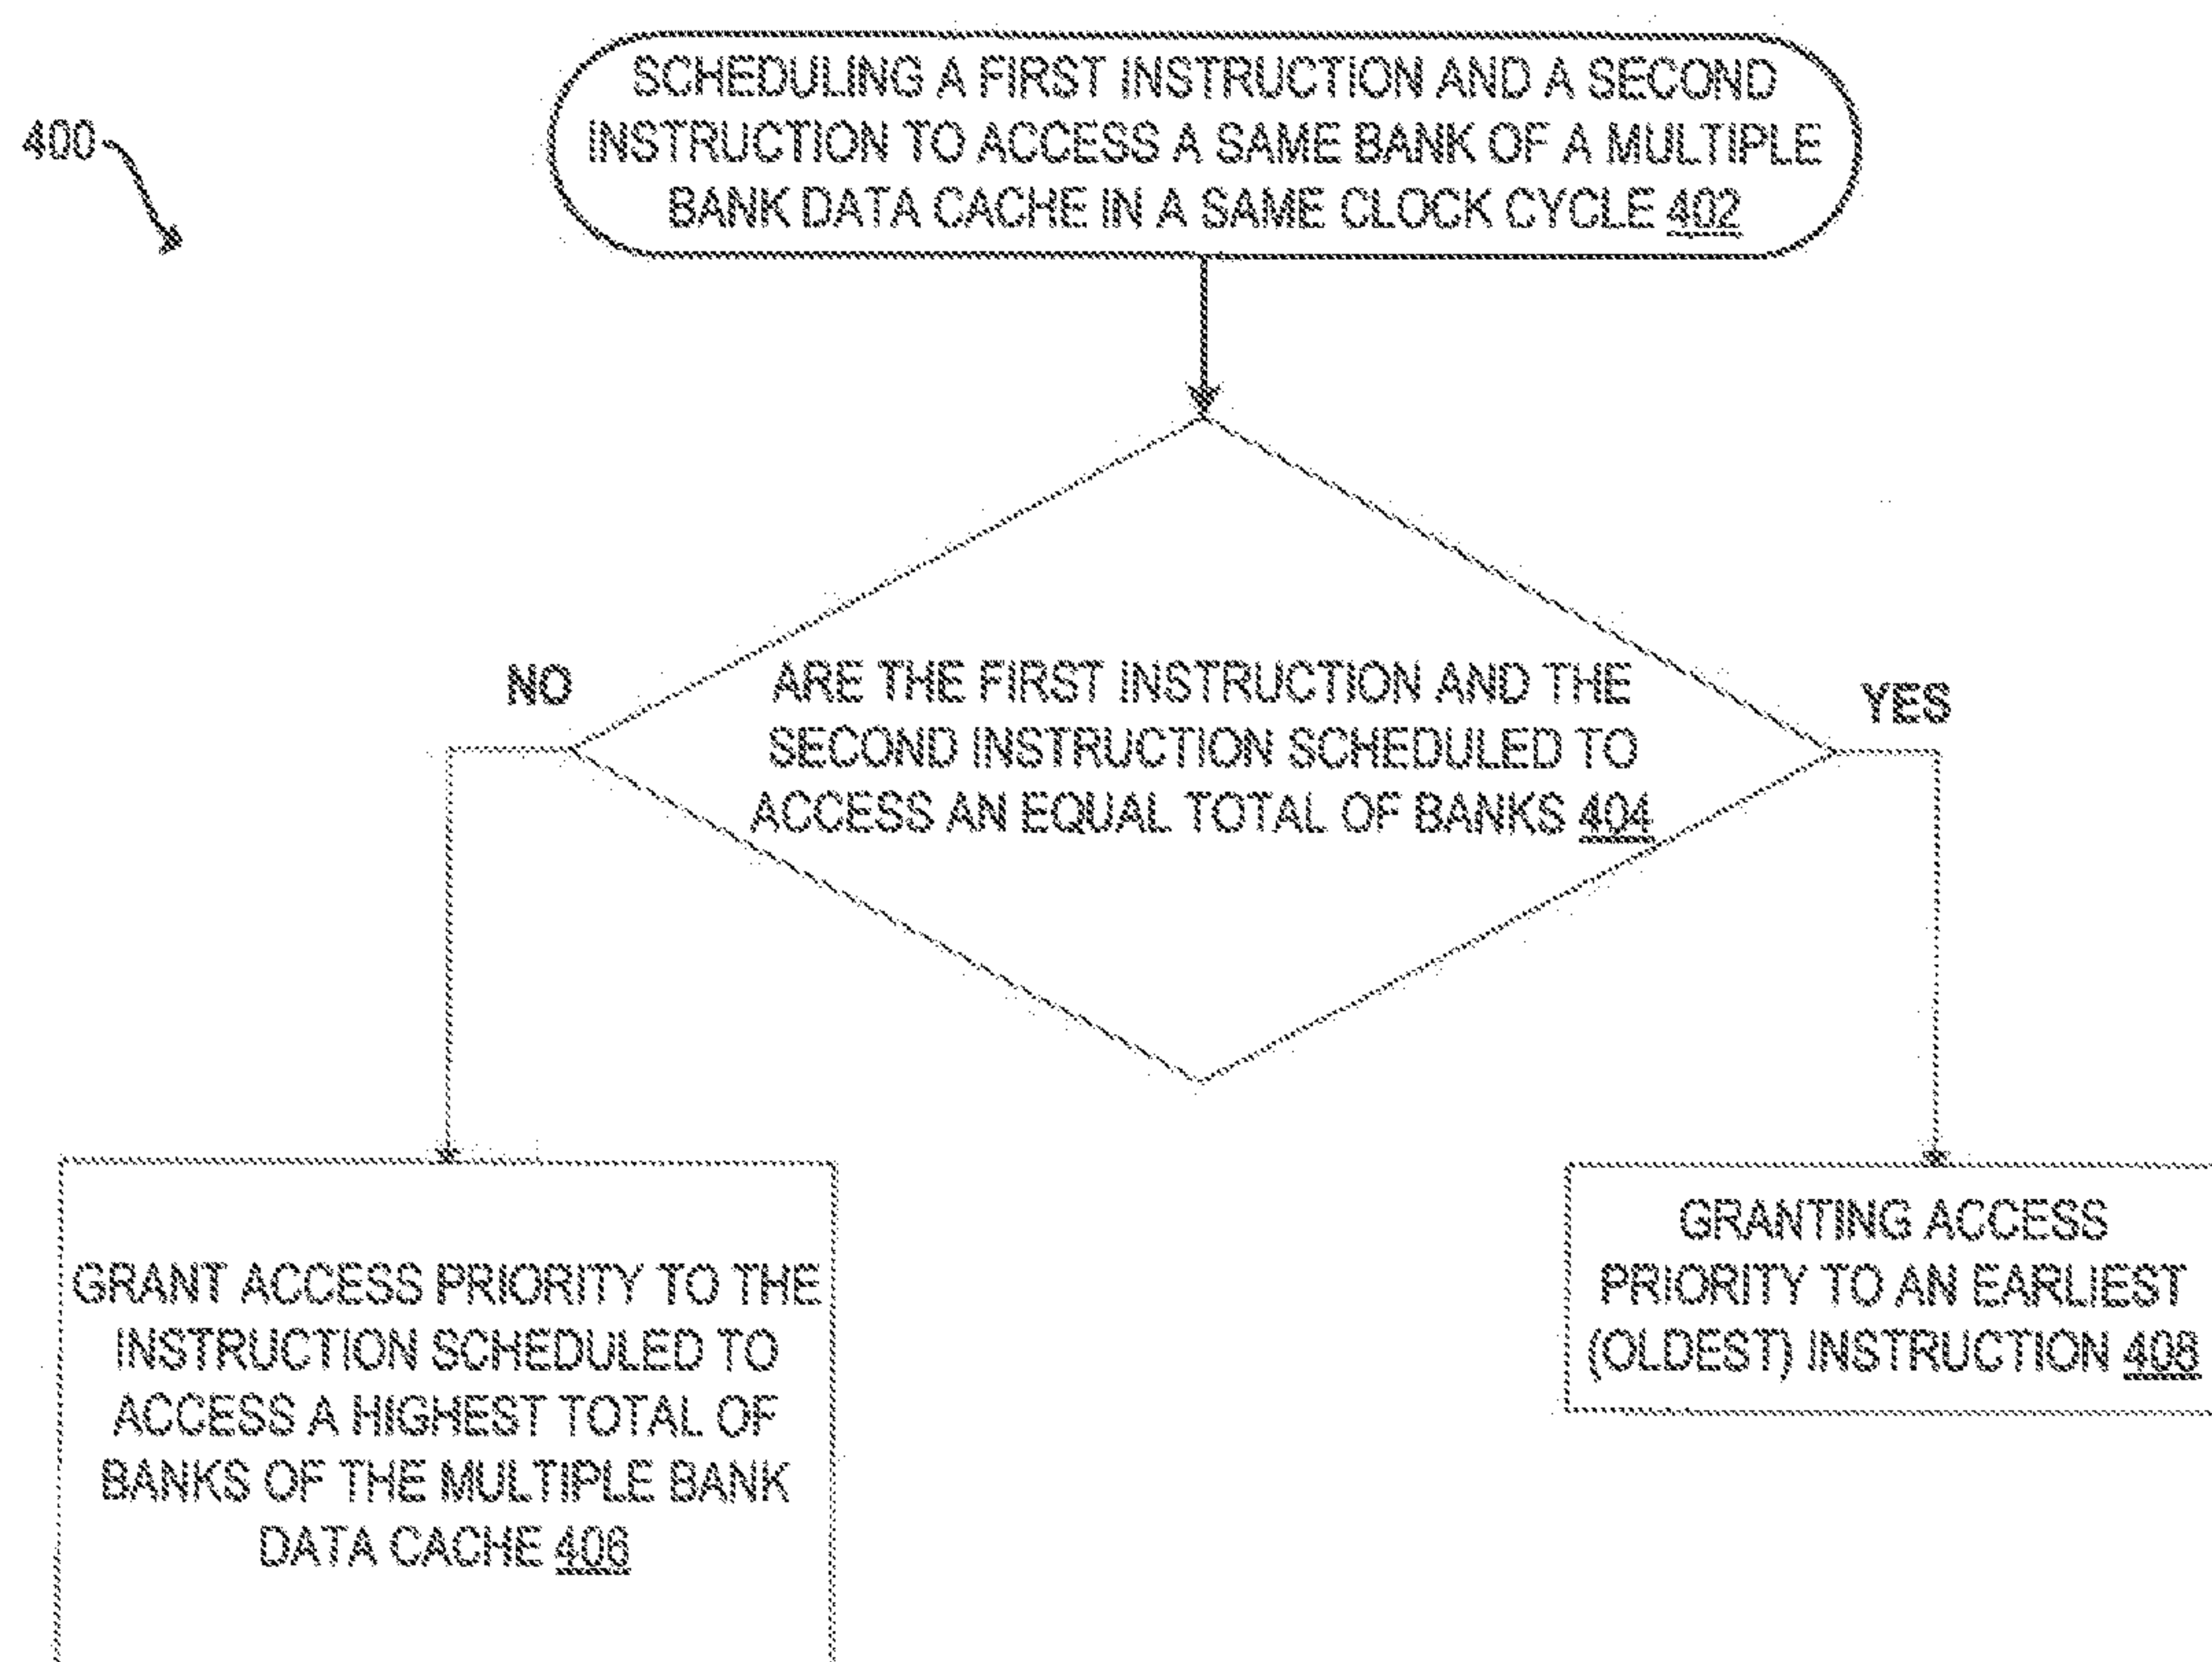 400
SCHEDULING A FIRST INSTRUCTION AND A SECOND
INSTRUCTION TO ACCESS A SAME BANK OF A MULTIPLE
BANK DATA CACHE IN A SAME CLOCK CYCLE 402
NO
YES
ARE THE FIRST INSTRUCTION AND THE
SECOND INSTRUCTION SCHEDULED TO
ACCESS AN EQUAL TOTAL OF BANKS 404
GRANT ACCESS PRIORITY TO THE
INSTRUCTION SCHEDULED TO
ACCESS A HIGHEST TOTAL OF
BANKS OF THE MULTIPLE BANK
DATA CACHE 406
GRANTING ACCESS
PRIORITY TO AN EARLIEST
(OLDEST) INSTRUCTION 408